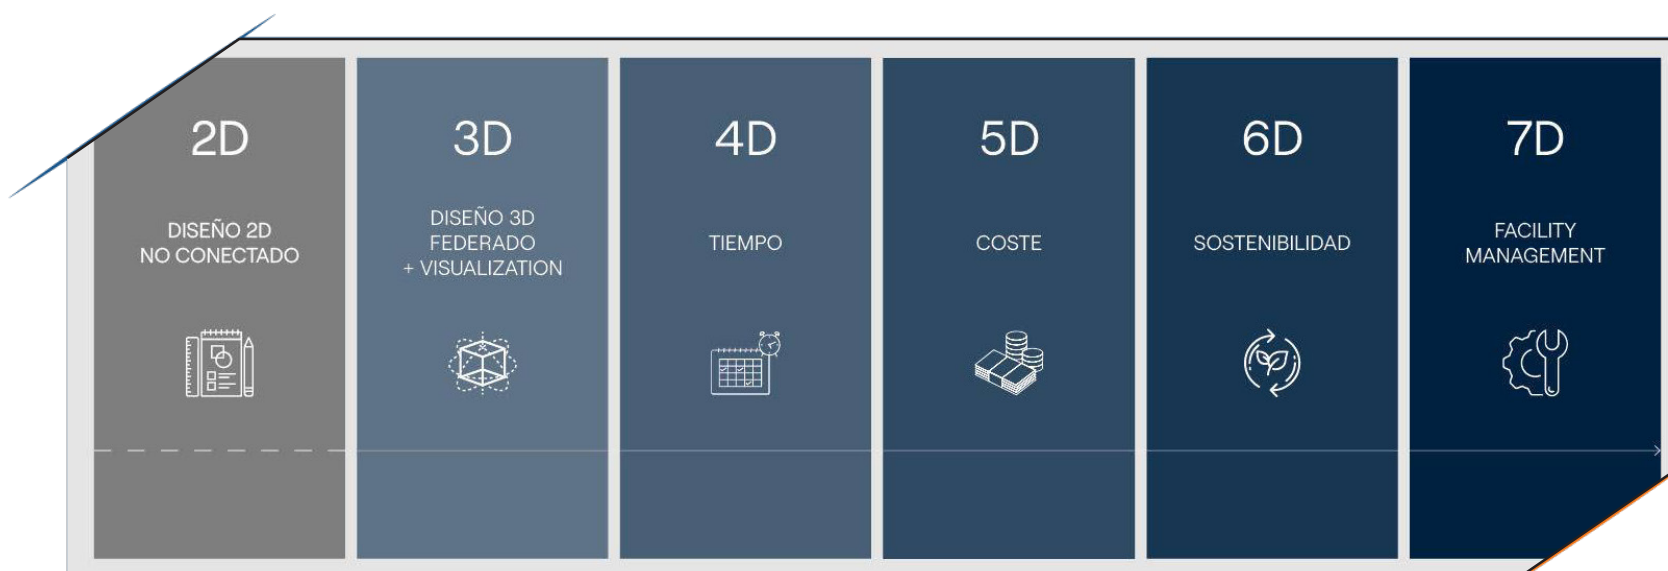 2D
DISEÑO 2D
NO CONECTADO
3D
DISEÑO 3D
FEDERADO
+ VISUALIZATION
4D
TIEMPO
5D
COSTE
6D
SOSTENIBILIDAD
7D
FACILITY
MANAGEMENT